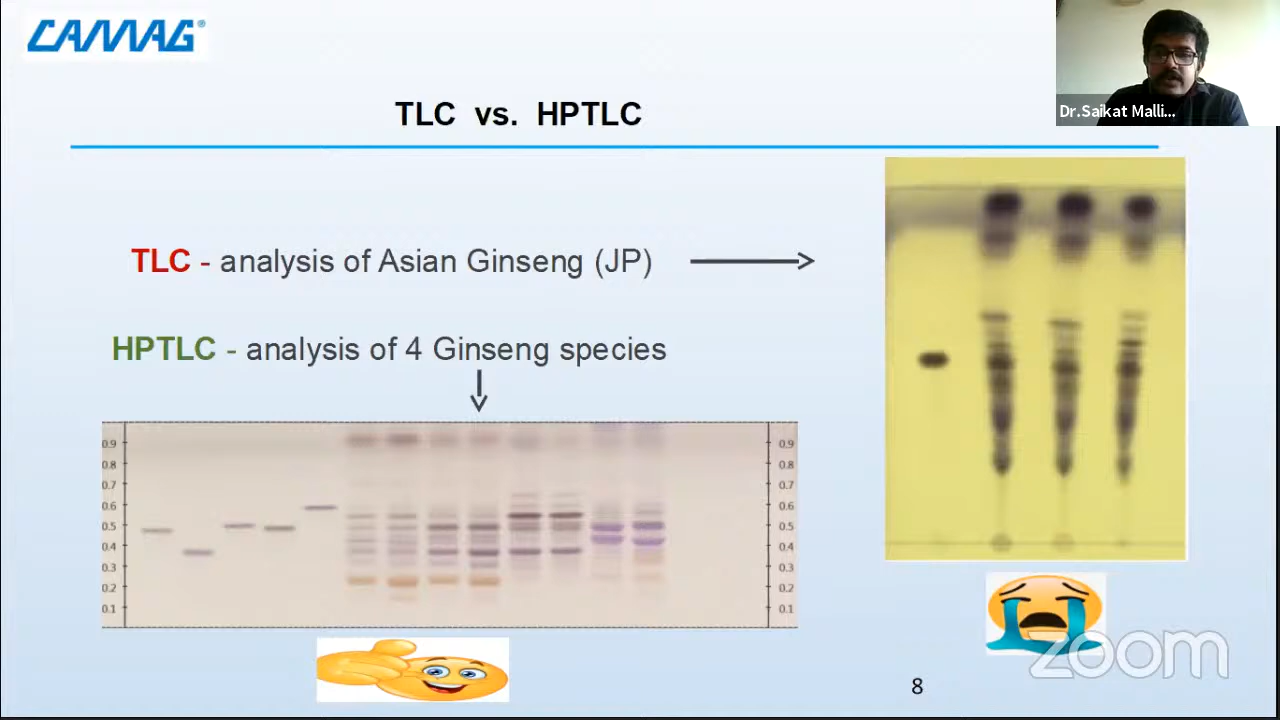 CAMAG®
Dr.Saikat Malli...
TLC vs. HPTLC
TLC - analysis of Asian Ginseng (JP)
HPTLC - analysis of 4 Ginseng species
0.9 0.9
0.8 0.8
0.7 0.7
0.6 0.6
0.5 0.5
0.4 0.4
0.3 0.3
0.2 0.2
0.1 0.1
zoom
8